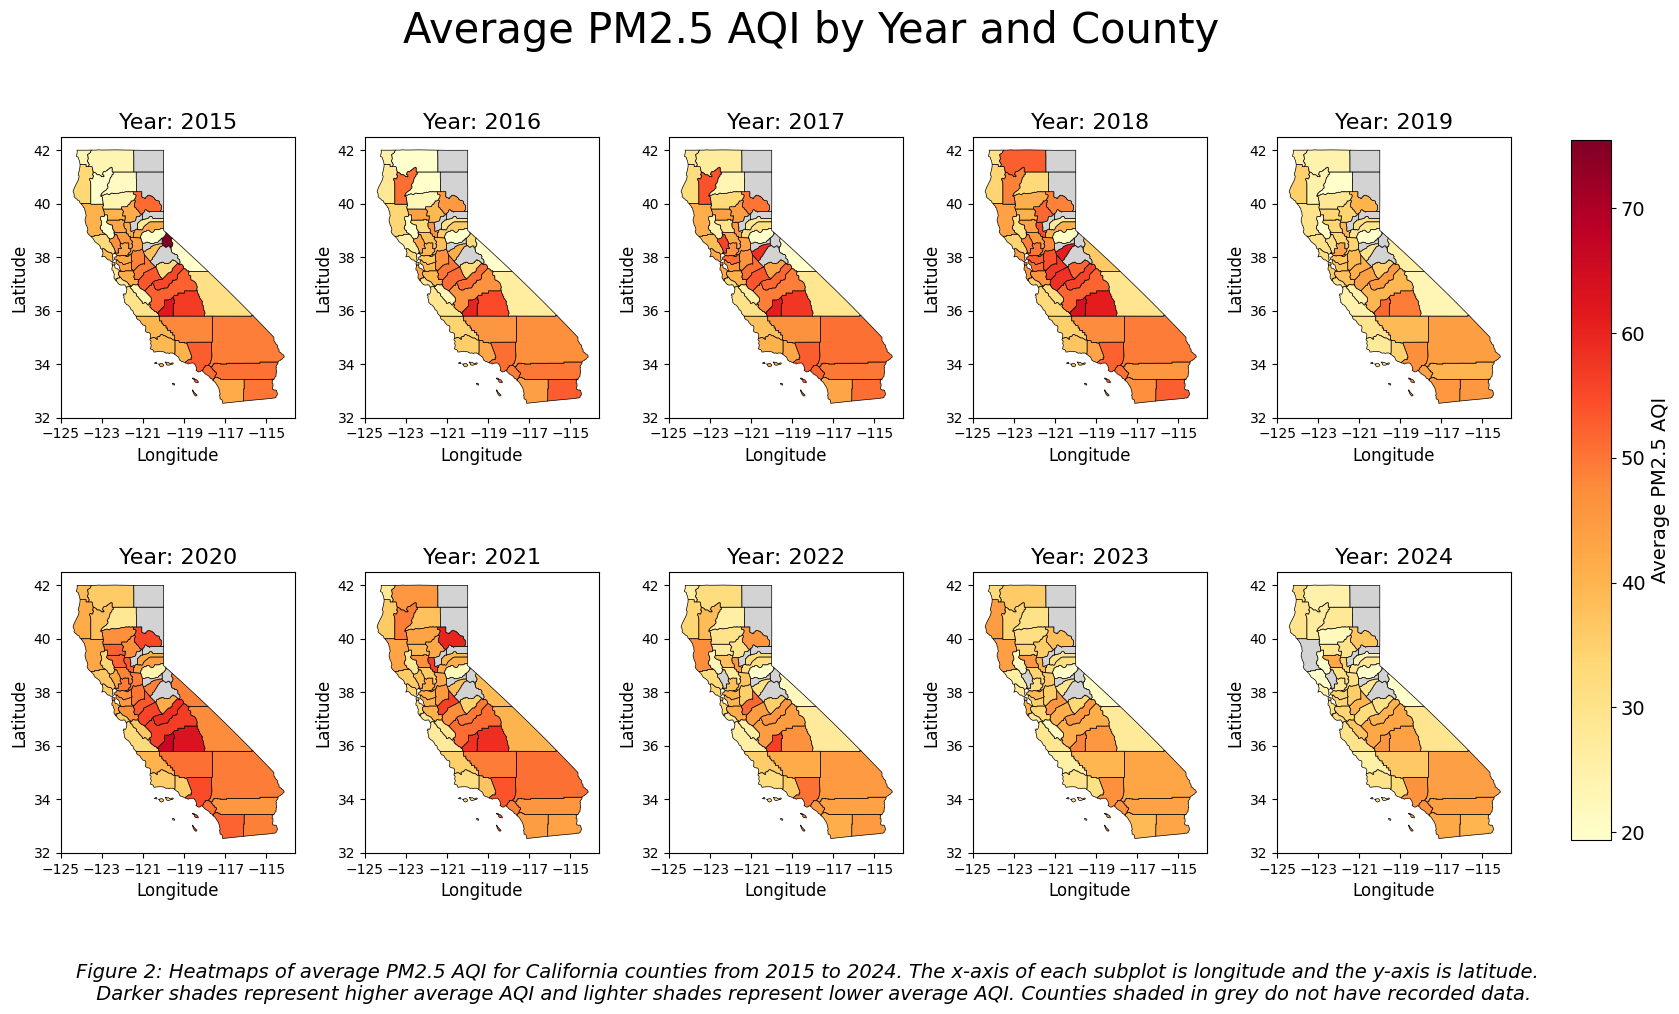 Average PM2.5 AQI by Year and County
Year: 2015
Year: 2016
Year: 2017
Year: 2018
Year: 2019
42
40
38
36
34
32
Latitude
−125 −123 −121 −119 −117 −115
Longitude
42
40
38
36
34
32
Latitude
−125 −123 −121 −119 −117 −115
Longitude
42
40
38
36
34
32
Latitude
−125 −123 −121 −119 −117 −115
Longitude
42
40
38
36
34
32
Latitude
−125 −123 −121 −119 −117 −115
Longitude
42
40
38
36
34
32
Latitude
−125 −123 −121 −119 −117 −115
Longitude
Year: 2020
Year: 2021
Year: 2022
Year: 2023
Year: 2024
42
40
38
36
34
32
Latitude
−125 −123 −121 −119 −117 −115
Longitude
42
40
38
36
34
32
Latitude
−125 −123 −121 −119 −117 −115
Longitude
42
40
38
36
34
32
Latitude
−125 −123 −121 −119 −117 −115
Longitude
42
40
38
36
34
32
Latitude
−125 −123 −121 −119 −117 −115
Longitude
42
40
38
36
34
32
Latitude
−125 −123 −121 −119 −117 −115
Longitude
70
60
50
40
30
20
Average PM2.5 AQI
Figure 2: Heatmaps of average PM2.5 AQI for California counties from 2015 to 2024. The x-axis of each subplot is longitude and the y-axis is latitude.
Darker shades represent higher average AQI and lighter shades represent lower average AQI. Counties shaded in grey do not have recorded data.